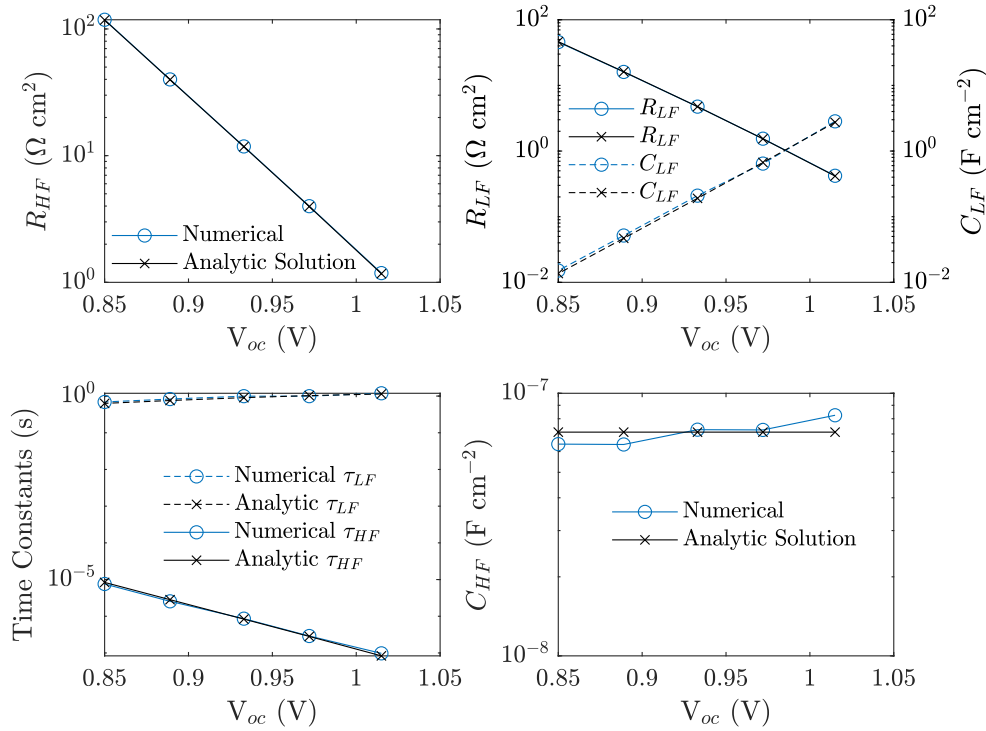 10^2
10^1
10^0
R_HF (Ω cm^2)
Numerical
Analytic Solution
0.85 0.9 0.95 1 1.05
V_oc (V)
10^2
10^0
10^-2
R_LF (Ω cm^2)
R_LF
R_LF
C_LF
C_LF
10^2
10^0
10^-2
C_LF (F cm^-2)
0.85 0.9 0.95 1 1.05
V_oc (V)
10^0
10^-5
Time Constants (s)
Numerical τ_LF
Analytic τ_LF
Numerical τ_HF
Analytic τ_HF
0.85 0.9 0.95 1 1.05
V_oc (V)
10^-7
10^-8
C_HF (F cm^-2)
Numerical
Analytic Solution
0.85 0.9 0.95 1 1.05
V_oc (V)